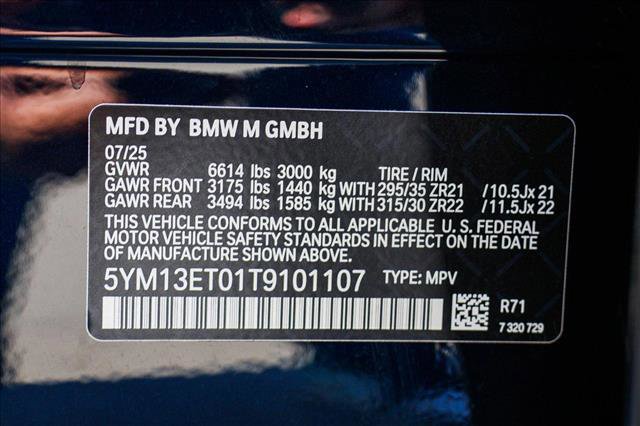 MFD BY BMW M GMBH
07/25
GVWR 6614 lbs 3000 kg TIRE / RIM
GAWR FRONT 3175 lbs 1440 kg WITH 295/35 ZR21 /10.5Jx 21
GAWR REAR 3494 lbs 1585 kg WITH 315/30 ZR22 /11.5Jx 22
THIS VEHICLE CONFORMS TO ALL APPLICABLE U.S. FEDERAL
MOTOR VEHICLE SAFETY STANDARDS IN EFFECT ON THE DATE
OF MANUFACTURE SHOWN ABOVE.
5YM13ET01T9101107 TYPE: MPV
R71
7 320 729